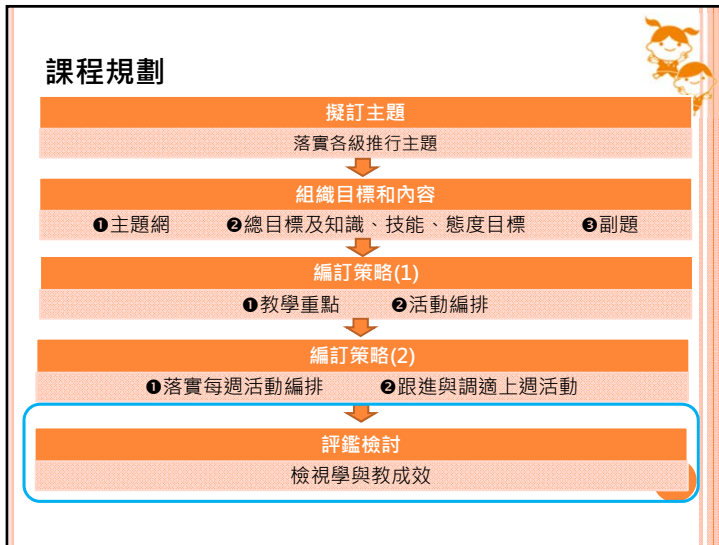 課程規劃
擬訂主題
落實各級推行主題
組織目標和內容
❶主題網 ❷總目標及知識、技能、態度目標 ❸副題
編訂策略(1)
❶教學重點 ❷活動編排
編訂策略(2)
❶落實每週活動編排 ❷跟進與調適上週活動
評鑑檢討
檢視學與教成效